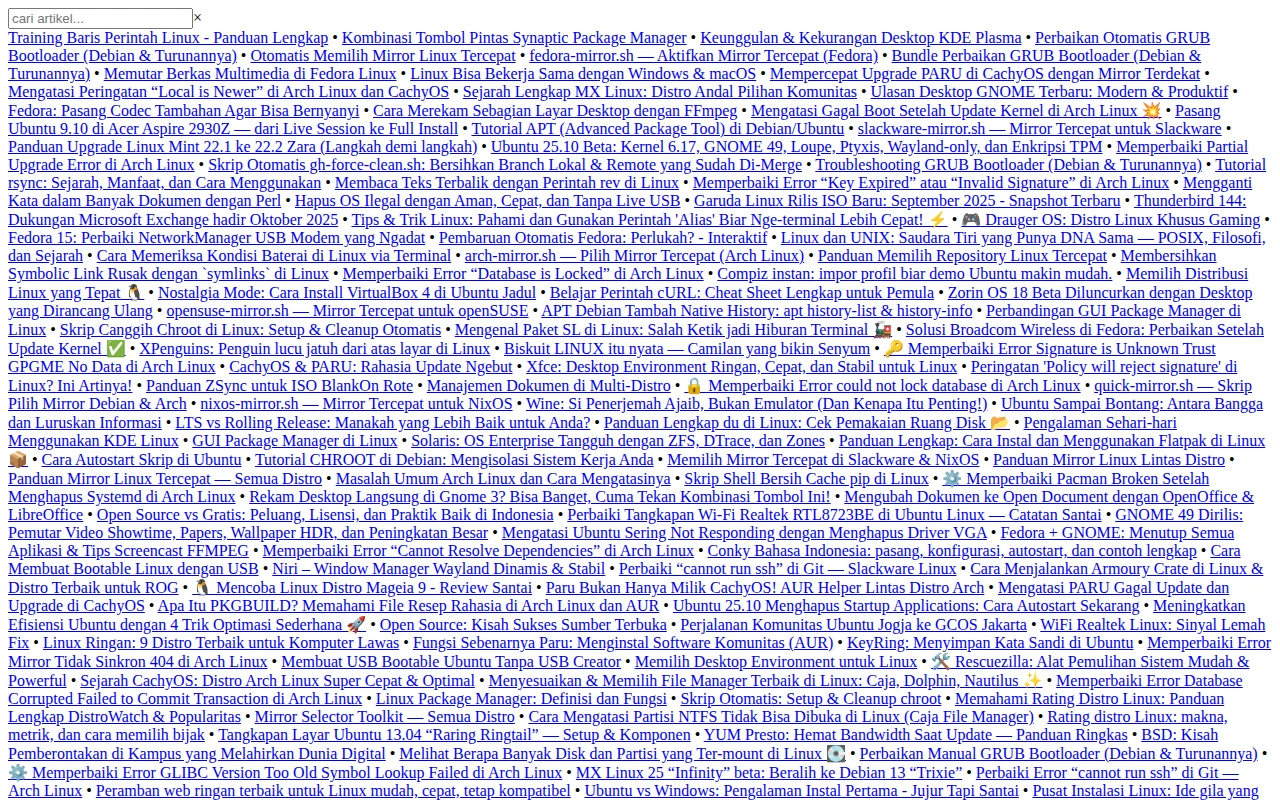 cari artikel... ×
Training Baris Perintah Linux - Panduan Lengkap • Kombinasi Tombol Pintas Synaptic Package Manager • Keunggulan & Kekurangan Desktop KDE Plasma • Perbaikan Otomatis GRUB
Bootloader (Debian & Turunannya) • Otomatis Memilih Mirror Linux Tercepat • fedora-mirror.sh — Aktifkan Mirror Tercepat (Fedora) • Bundle Perbaikan GRUB Bootloader (Debian &
Turunannya) • Memutar Berkas Multimedia di Fedora Linux • Linux Bisa Bekerja Sama dengan Windows & macOS • Mempercepat Upgrade PARU di CachyOS dengan Mirror Terdekat •
Mengatasi Peringatan “Local is Newer” di Arch Linux dan CachyOS • Sejarah Lengkap MX Linux: Distro Andal Pilihan Komunitas • Ulasan Desktop GNOME Terbaru: Modern & Produktif •
Fedora: Pasang Codec Tambahan Agar Bisa Bernyanyi • Cara Merekam Sebagian Layar Desktop dengan FFmpeg • Mengatasi Gagal Boot Setelah Update Kernel di Arch Linux 💥 • Pasang
Ubuntu 9.10 di Acer Aspire 2930Z — dari Live Session ke Full Install • Tutorial APT (Advanced Package Tool) di Debian/Ubuntu • slackware-mirror.sh — Mirror Tercepat untuk Slackware •
Panduan Upgrade Linux Mint 22.1 ke 22.2 Zara (Langkah demi langkah) • Ubuntu 25.10 Beta: Kernel 6.17, GNOME 49, Loupe, Ptyxis, Wayland-only, dan Enkripsi TPM • Memperbaiki Partial
Upgrade Error di Arch Linux • Skrip Otomatis gh-force-clean.sh: Bersihkan Branch Lokal & Remote yang Sudah Di-Merge • Troubleshooting GRUB Bootloader (Debian & Turunannya) • Tutorial
rsync: Sejarah, Manfaat, dan Cara Menggunakan • Membaca Teks Terbalik dengan Perintah rev di Linux • Memperbaiki Error “Key Expired” atau “Invalid Signature” di Arch Linux • Mengganti
Kata dalam Banyak Dokumen dengan Perl • Hapus OS Ilegal dengan Aman, Cepat, dan Tanpa Live USB • Garuda Linux Rilis ISO Baru: September 2025 - Snapshot Terbaru • Thunderbird 144:
Dukungan Microsoft Exchange hadir Oktober 2025 • Tips & Trik Linux: Pahami dan Gunakan Perintah 'Alias' Biar Nge-terminal Lebih Cepat! ⚡ • 🎮 Drauger OS: Distro Linux Khusus Gaming •
Fedora 15: Perbaiki NetworkManager USB Modem yang Ngadat • Pembaruan Otomatis Fedora: Perlukah? - Interaktif • Linux dan UNIX: Saudara Tiri yang Punya DNA Sama — POSIX, Filosofi,
dan Sejarah • Cara Memeriksa Kondisi Baterai di Linux via Terminal • arch-mirror.sh — Pilih Mirror Tercepat (Arch Linux) • Panduan Memilih Repository Linux Tercepat • Membersihkan
Symbolic Link Rusak dengan `symlinks` di Linux • Memperbaiki Error “Database is Locked” di Arch Linux • Compiz instan: impor profil biar demo Ubuntu makin mudah. • Memilih Distribusi
Linux yang Tepat 🐧 • Nostalgia Mode: Cara Install VirtualBox 4 di Ubuntu Jadul • Belajar Perintah cURL: Cheat Sheet Lengkap untuk Pemula • Zorin OS 18 Beta Diluncurkan dengan Desktop
yang Dirancang Ulang • opensuse-mirror.sh — Mirror Tercepat untuk openSUSE • APT Debian Tambah Native History: apt history-list & history-info • Perbandingan GUI Package Manager di
Linux • Skrip Canggih Chroot di Linux: Setup & Cleanup Otomatis • Mengenal Paket SL di Linux: Salah Ketik jadi Hiburan Terminal 🚂 • Solusi Broadcom Wireless di Fedora: Perbaikan Setelah
Update Kernel ✅ • XPenguins: Penguin lucu jatuh dari atas layar di Linux • Biskuit LINUX itu nyata — Camilan yang bikin Senyum • 🔑 Memperbaiki Error Signature is Unknown Trust
GPGME No Data di Arch Linux • CachyOS & PARU: Rahasia Update Ngebut • Xfce: Desktop Environment Ringan, Cepat, dan Stabil untuk Linux • Peringatan 'Policy will reject signature' di
Linux? Ini Artinya! • Panduan ZSync untuk ISO BlankOn Rote • Manajemen Dokumen di Multi-Distro • 🔒 Memperbaiki Error could not lock database di Arch Linux • quick-mirror.sh — Skrip
Pilih Mirror Debian & Arch • nixos-mirror.sh — Mirror Tercepat untuk NixOS • Wine: Si Penerjemah Ajaib, Bukan Emulator (Dan Kenapa Itu Penting!) • Ubuntu Sampai Bontang: Antara Bangga
dan Luruskan Informasi • LTS vs Rolling Release: Manakah yang Lebih Baik untuk Anda? • Panduan Lengkap du di Linux: Cek Pemakaian Ruang Disk 📂 • Pengalaman Sehari-hari
Menggunakan KDE Linux • GUI Package Manager di Linux • Solaris: OS Enterprise Tangguh dengan ZFS, DTrace, dan Zones • Panduan Lengkap: Cara Instal dan Menggunakan Flatpak di Linux
📦 • Cara Autostart Skrip di Ubuntu • Tutorial CHROOT di Debian: Mengisolasi Sistem Kerja Anda • Memilih Mirror Tercepat di Slackware & NixOS • Panduan Mirror Linux Lintas Distro •
Panduan Mirror Linux Tercepat — Semua Distro • Masalah Umum Arch Linux dan Cara Mengatasinya • Skrip Shell Bersih Cache pip di Linux • ⚙️ Memperbaiki Pacman Broken Setelah
Menghapus Systemd di Arch Linux • Rekam Desktop Langsung di Gnome 3? Bisa Banget, Cuma Tekan Kombinasi Tombol Ini! • Mengubah Dokumen ke Open Document dengan OpenOffice &
LibreOffice • Open Source vs Gratis: Peluang, Lisensi, dan Praktik Baik di Indonesia • Perbaiki Tangkapan Wi-Fi Realtek RTL8723BE di Ubuntu Linux — Catatan Santai • GNOME 49 Dirilis:
Pemutar Video Showtime, Papers, Wallpaper HDR, dan Peningkatan Besar • Mengatasi Ubuntu Sering Not Responding dengan Menghapus Driver VGA • Fedora + GNOME: Menutup Semua
Aplikasi & Tips Screencast FFMPEG • Memperbaiki Error “Cannot Resolve Dependencies” di Arch Linux • Conky Bahasa Indonesia: pasang, konfigurasi, autostart, dan contoh lengkap • Cara
Membuat Bootable Linux dengan USB • Niri – Window Manager Wayland Dinamis & Stabil • Perbaiki “cannot run ssh” di Git — Slackware Linux • Cara Menjalankan Armoury Crate di Linux &
Distro Terbaik untuk ROG • 🐧 Mencoba Linux Distro Mageia 9 - Review Santai • Paru Bukan Hanya Milik CachyOS! AUR Helper Lintas Distro Arch • Mengatasi PARU Gagal Update dan
Upgrade di CachyOS • Apa Itu PKGBUILD? Memahami File Resep Rahasia di Arch Linux dan AUR • Ubuntu 25.10 Menghapus Startup Applications: Cara Autostart Sekarang • Meningkatkan
Efisiensi Ubuntu dengan 4 Trik Optimasi Sederhana 🚀 • Open Source: Kisah Sukses Sumber Terbuka • Perjalanan Komunitas Ubuntu Jogja ke GCOS Jakarta • WiFi Realtek Linux: Sinyal Lemah
Fix • Linux Ringan: 9 Distro Terbaik untuk Komputer Lawas • Fungsi Sebenarnya Paru: Menginstal Software Komunitas (AUR) • KeyRing: Menyimpan Kata Sandi di Ubuntu • Memperbaiki Error
Mirror Tidak Sinkron 404 di Arch Linux • Membuat USB Bootable Ubuntu Tanpa USB Creator • Memilih Desktop Environment untuk Linux • 🛠️ Rescuezilla: Alat Pemulihan Sistem Mudah &
Powerful • Sejarah CachyOS: Distro Arch Linux Super Cepat & Optimal • Menyesuaikan & Memilih File Manager Terbaik di Linux: Caja, Dolphin, Nautilus ✨ • Memperbaiki Error Database
Corrupted Failed to Commit Transaction di Arch Linux • Linux Package Manager: Definisi dan Fungsi • Skrip Otomatis: Setup & Cleanup chroot • Memahami Rating Distro Linux: Panduan
Lengkap DistroWatch & Popularitas • Mirror Selector Toolkit — Semua Distro • Cara Mengatasi Partisi NTFS Tidak Bisa Dibuka di Linux (Caja File Manager) • Rating distro Linux: makna,
metrik, dan cara memilih bijak • Tangkapan Layar Ubuntu 13.04 “Raring Ringtail” — Setup & Komponen • YUM Presto: Hemat Bandwidth Saat Update — Panduan Ringkas • BSD: Kisah
Pemberontakan di Kampus yang Melahirkan Dunia Digital • Melihat Berapa Banyak Disk dan Partisi yang Ter-mount di Linux 💽 • Perbaikan Manual GRUB Bootloader (Debian & Turunannya) •
⚙️ Memperbaiki Error GLIBC Version Too Old Symbol Lookup Failed di Arch Linux • MX Linux 25 “Infinity” beta: Beralih ke Debian 13 “Trixie” • Perbaiki Error “cannot run ssh” di Git —
Arch Linux • Peramban web ringan terbaik untuk Linux mudah, cepat, tetap kompatibel • Ubuntu vs Windows: Pengalaman Instal Pertama - Jujur Tapi Santai • Pusat Instalasi Linux: Ide gila yang